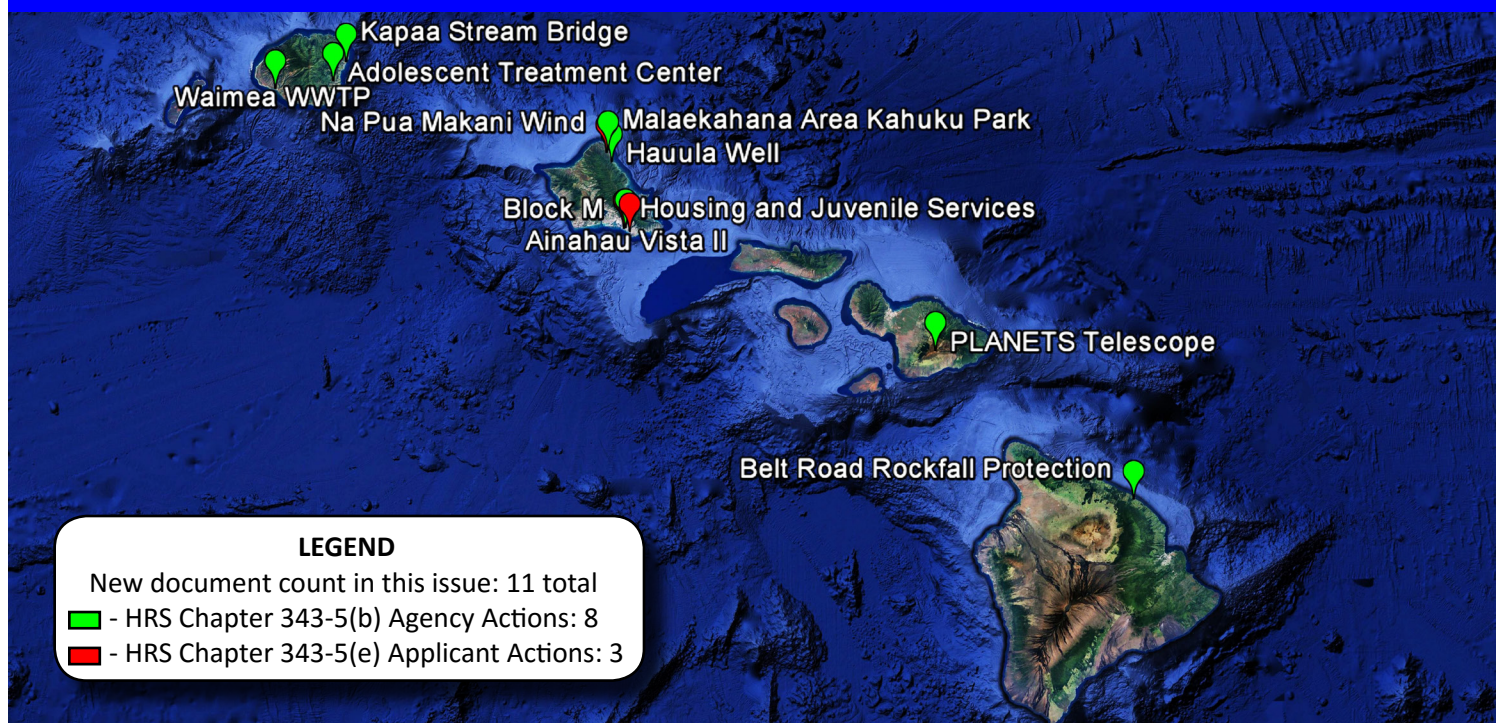 Kapaa Stream Bridge
Adolescent Treatment Center
Waimea WWTP
Na Pua Makani Wind
Malaekahana Area Kahuku Park
Hauula Well
Block M
Housing and Juvenile Services
Ainahau Vista II
PLANETS Telescope
Belt Road Rockfall Protection
LEGEND
New document count in this issue: 11 total
- HRS Chapter 343-5(b) Agency Actions: 8
- HRS Chapter 343-5(e) Applicant Actions: 3